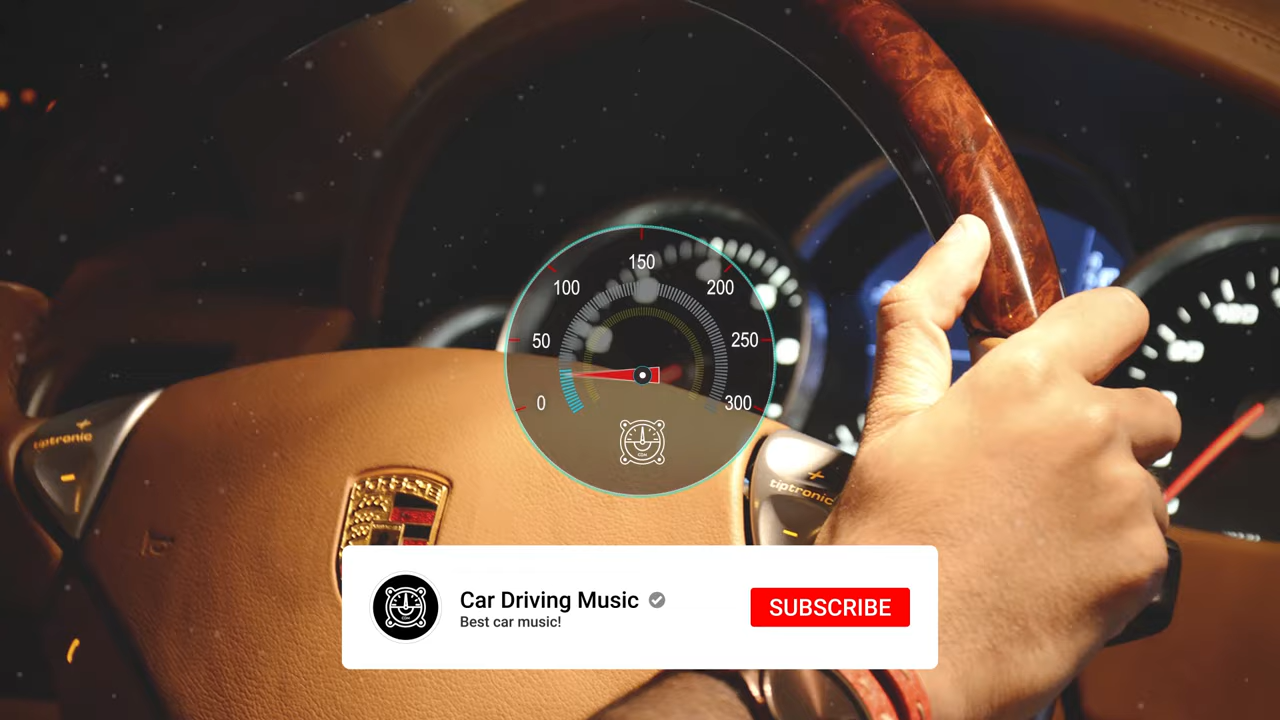 150
100
200
50
250
0
300
tiptronic
+
-
tiptronic
+
-
Car Driving Music
Best car music!
SUBSCRIBE